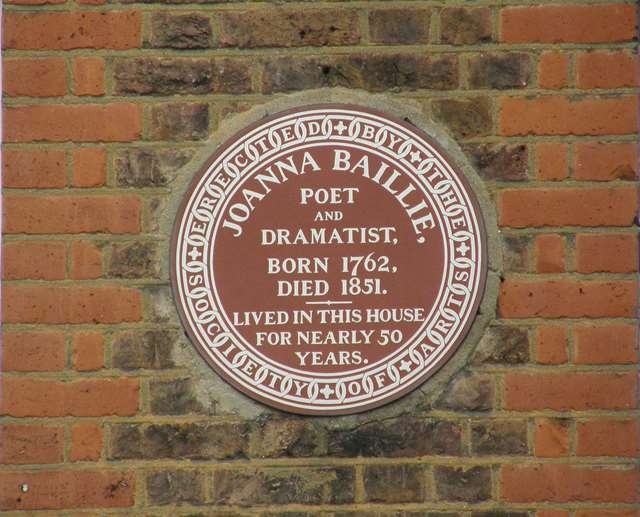 ERECTED BY THE SOCIETY OF ARTS
JOANNA BAILLIE,
POET
AND
DRAMATIST,
BORN 1762,
DIED 1851.
LIVED IN THIS HOUSE
FOR NEARLY 50
YEARS.